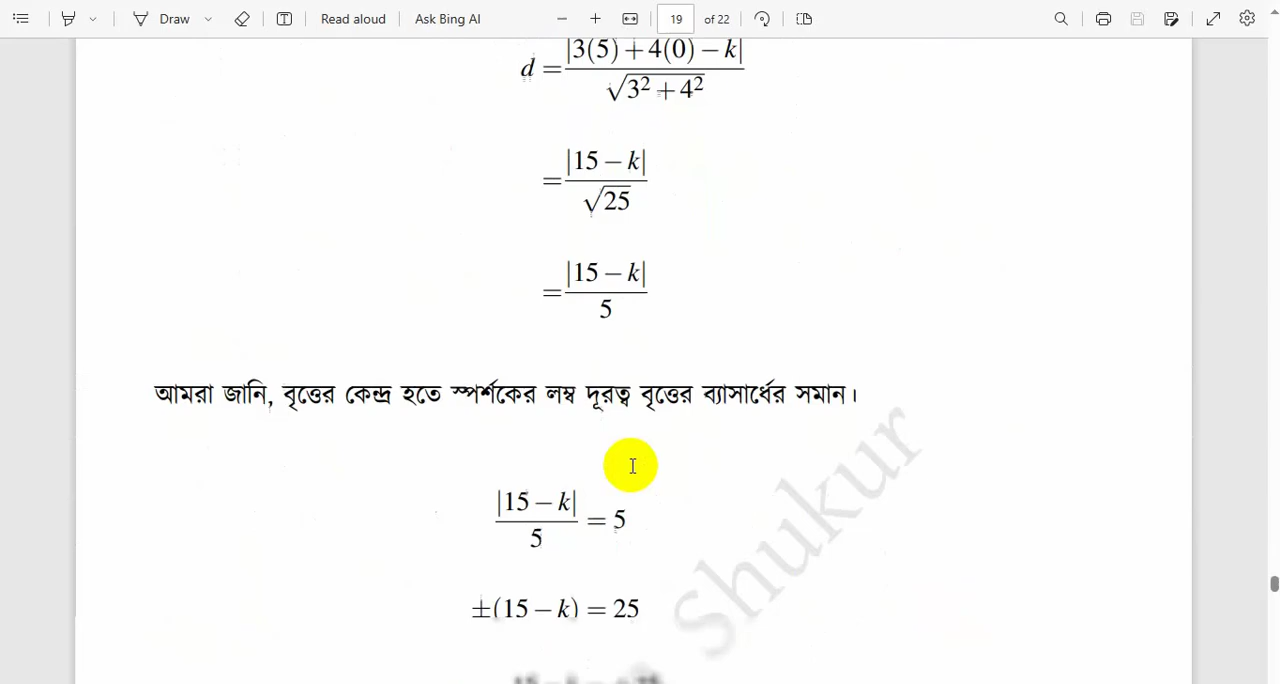 Draw Read aloud Ask Bing AI 19 of 22
d = |3(5) + 4(0) − k| / √(3² + 4²)
= |15 − k| / √25
= |15 − k| / 5
আমরা জানি, বৃত্তের কেন্দ্র হতে স্পর্শকের লম্ব দূরত্ব বৃত্তের ব্যাসার্ধের সমান।
|15 − k| / 5 = 5
±(15 − k) = 25
Shukur